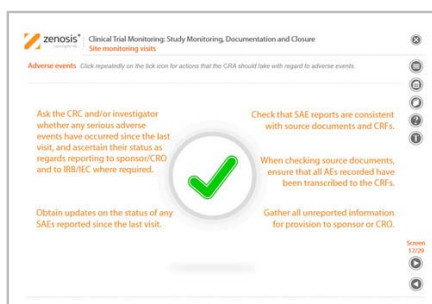 zenosis
Clinical Trial Monitoring: Study Monitoring, Documentation and Closure
Site monitoring visits
Adverse events Click repeatedly on the tick icon for actions that the CRA should take with regard to adverse events.
Ask the CRC and/or investigator
whether any serious adverse
events have occurred since the last
visit, and ascertain their status as
regards reporting to sponsor/CRO
and to IRB/IEC where required.
Obtain updates on the status of any
SAEs reported since the last visit.
Check that SAE reports are consistent
with source documents and CRFs.
When checking source documents,
ensure that all AEs recorded have
been transcribed to the CRFs.
Gather all unreported information
for provision to sponsor or CRO.
Screen
17/29